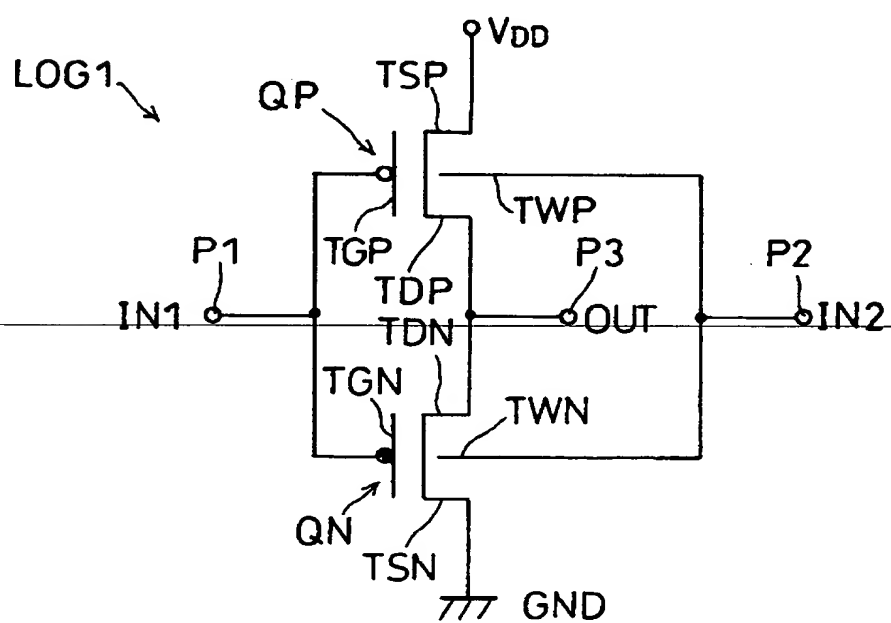 VDD
LOG1
TSP
QP
TWP
TGP
P1
P3
P2
TDP
IN1
OUT
IN2
TDN
TGN
TWN
QN
TSN
GND